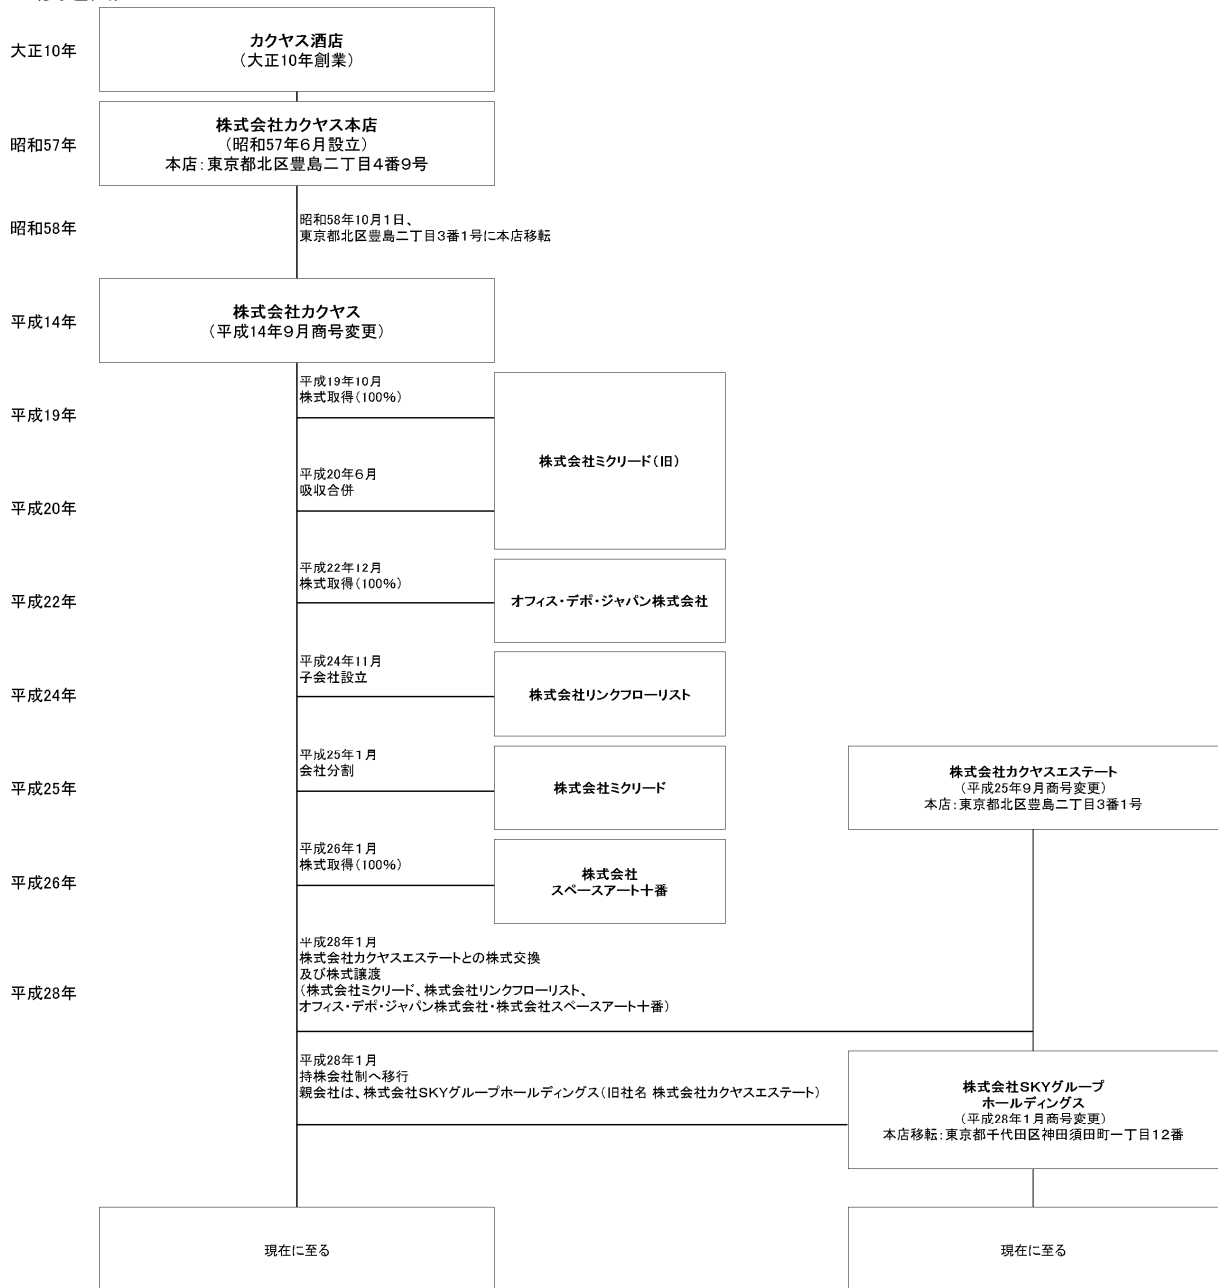 大正10年
カクヤス酒店
（大正10年創業）
昭和57年
株式会社カクヤス本店
（昭和57年6月設立）
本店：東京都北区豊島二丁目4番9号
昭和58年
昭和58年10月1日、
東京都北区豊島二丁目3番1号に本店移転
平成14年
株式会社カクヤス
（平成14年9月商号変更）
平成19年
平成19年10月
株式取得（100％）
株式会社ミクリード（旧）
平成20年
平成20年6月
吸収合併
平成22年
平成22年12月
株式取得（100％）
オフィス・デポ・ジャパン株式会社
平成24年
平成24年11月
子会社設立
株式会社リンクフローリスト
平成25年
平成25年1月
会社分割
株式会社ミクリード
株式会社カクヤスエステート
（平成25年9月商号変更）
本店：東京都北区豊島二丁目3番1号
平成26年
平成26年1月
株式取得（100％）
株式会社
スペースアート十番
平成28年
平成28年1月
株式会社カクヤスエステートとの株式交換
及び株式譲渡
（株式会社ミクリード、株式会社リンクフローリスト、
オフィス・デポ・ジャパン株式会社・株式会社スペースアート十番）
平成28年1月
持株会社制へ移行
親会社は、株式会社SKYグループホールディングス（旧社名 株式会社カクヤスエステート）
株式会社SKYグループ
ホールディングス
（平成28年1月商号変更）
本店移転：東京都千代田区神田須田町一丁目12番
現在に至る
現在に至る